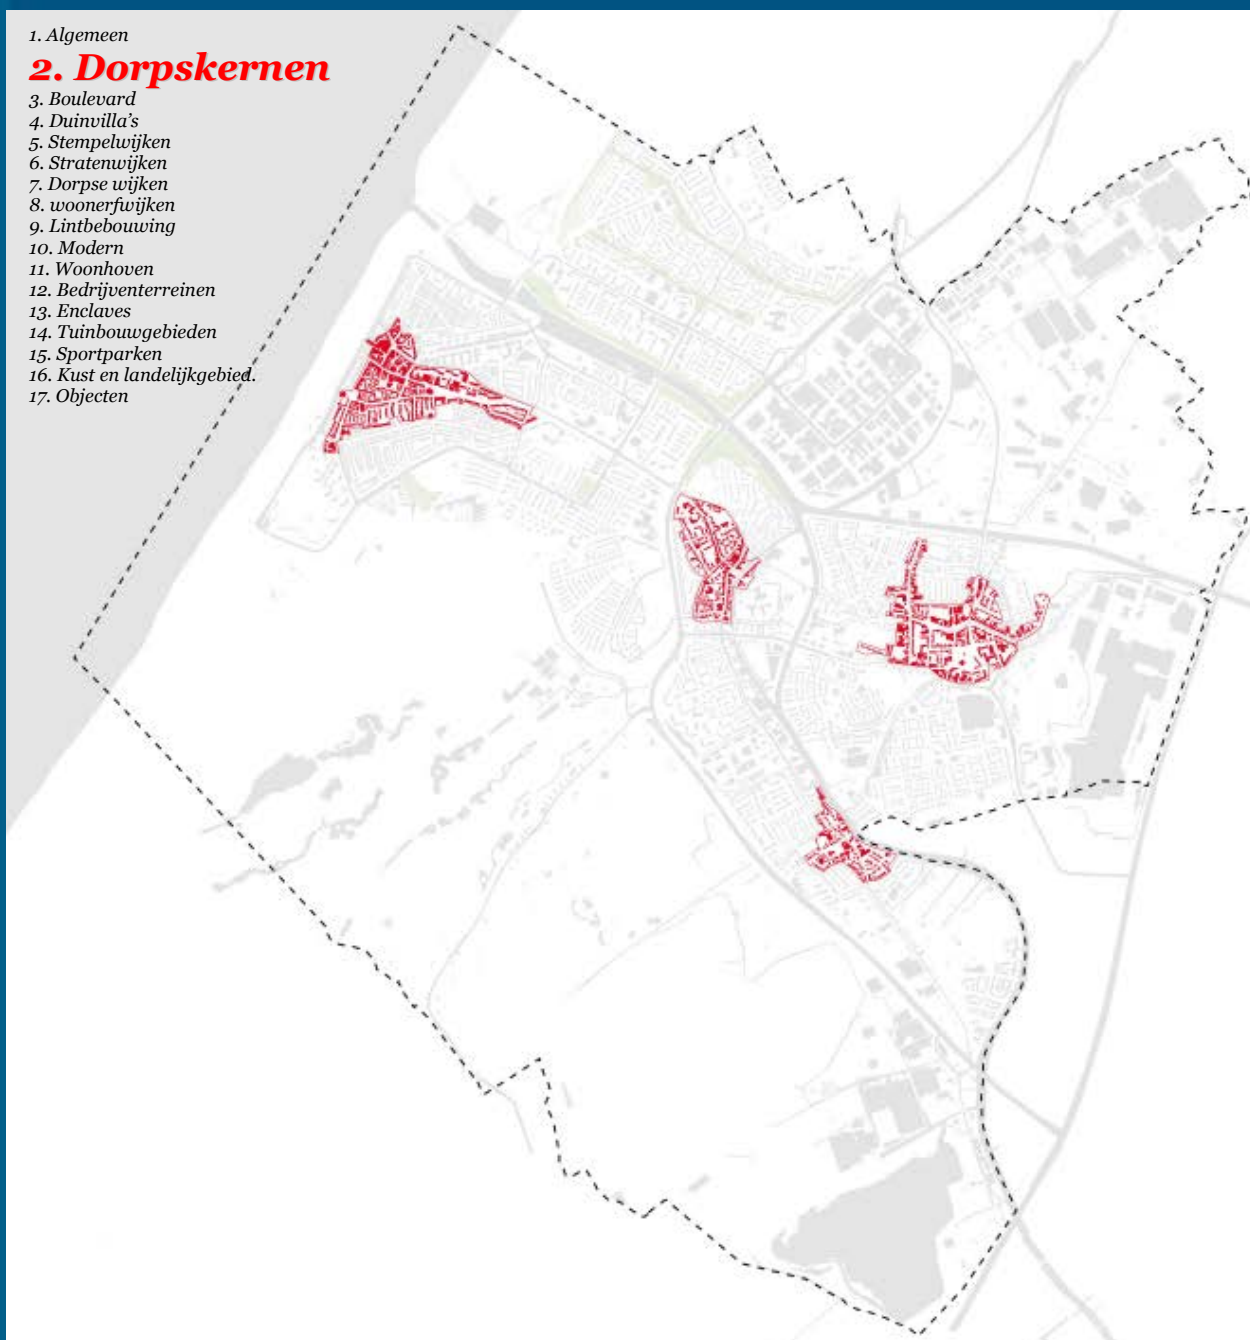 1. Algemeen
2. Dorpskernen
3. Boulevard
4. Duinvilla's
5. Stempelwijken
6. Stratenwijken
7. Dorpse wijken
8. woonerfwijken
9. Lintbebouwing
10. Modern
11. Woonhoven
12. Bedrijventerreinen
13. Enclaves
14. Tuinbouwgebieden
15. Sportparken
16. Kust en landelijkgebied.
17. Objecten